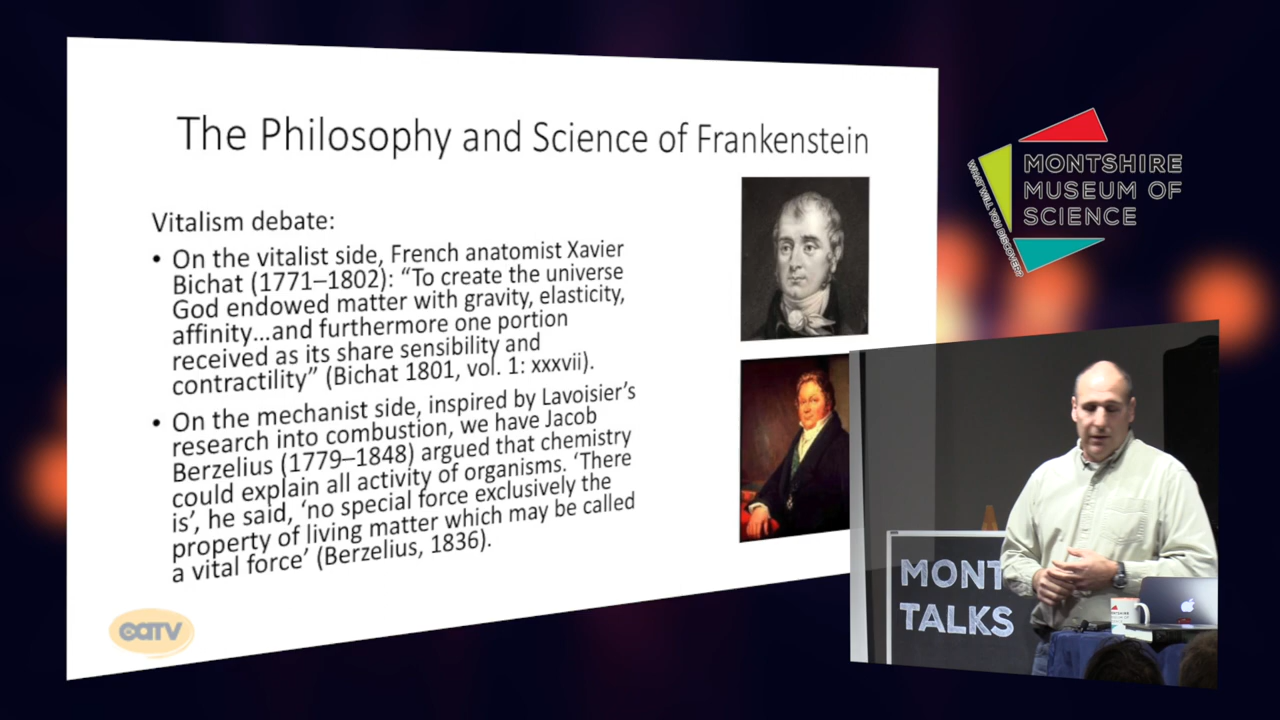 The Philosophy and Science of Frankenstein
Vitalism debate:
• On the vitalist side, French anatomist Xavier
Bichat (1771–1802): “To create the universe
God endowed matter with gravity, elasticity,
affinity…and furthermore one portion
received as its share sensibility and
contractility” (Bichat 1801, vol. 1: xxxvii).
• On the mechanist side, inspired by Lavoisier’s
research into combustion, we have Jacob
Berzelius (1779–1848) argued that chemistry
could explain all activity of organisms. ‘There
is’, he said, ‘no special force exclusively the
property of living matter which may be called
a vital force’ (Berzelius, 1836).
CATV
WHAT WILL YOU DISCOVER?
MONTSHIRE
MUSEUM OF
SCIENCE
MONT
TALKS